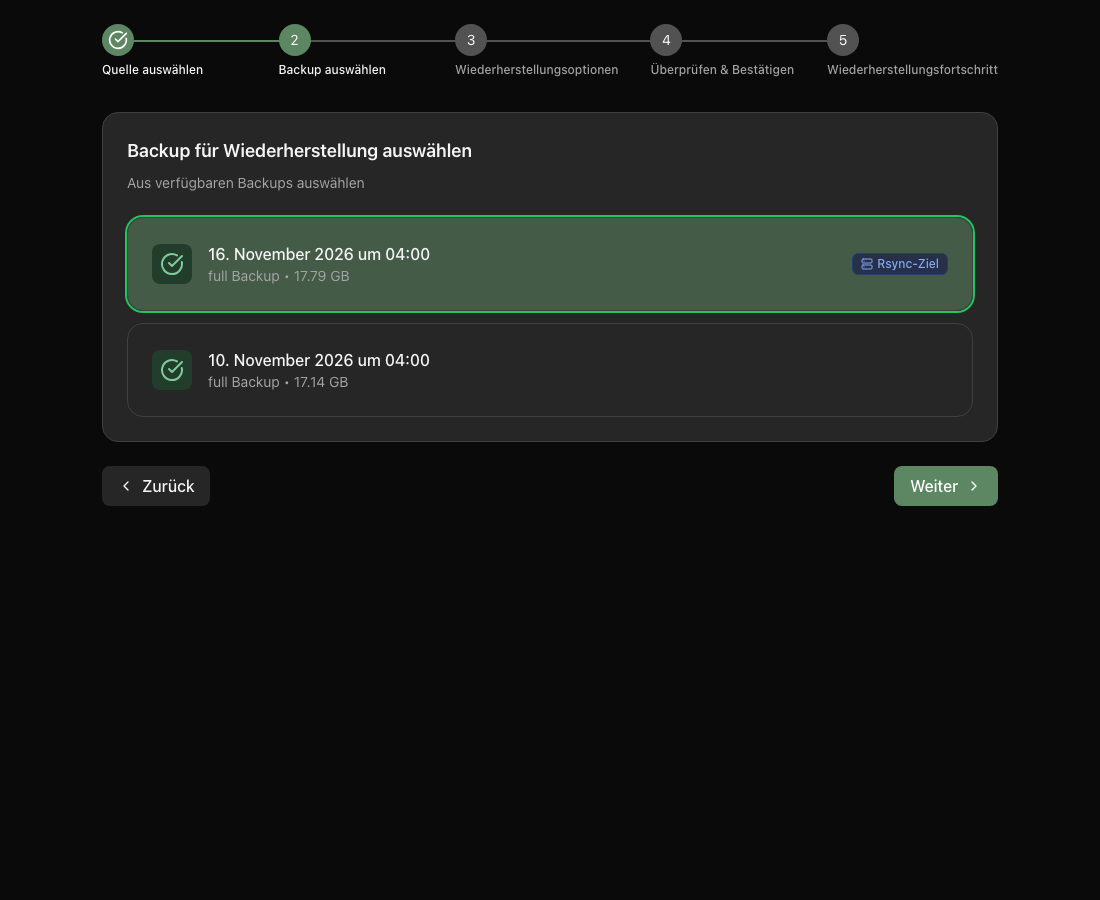 2
3
4
5
Quelle auswählen
Backup auswählen
Wiederherstellungsoptionen
Überprüfen & Bestätigen
Wiederherstellungsfortschritt
Backup für Wiederherstellung auswählen
Aus verfügbaren Backups auswählen
16. November 2026 um 04:00
full Backup • 17.79 GB
Rsync-Ziel
10. November 2026 um 04:00
full Backup • 17.14 GB
Zurück
Weiter